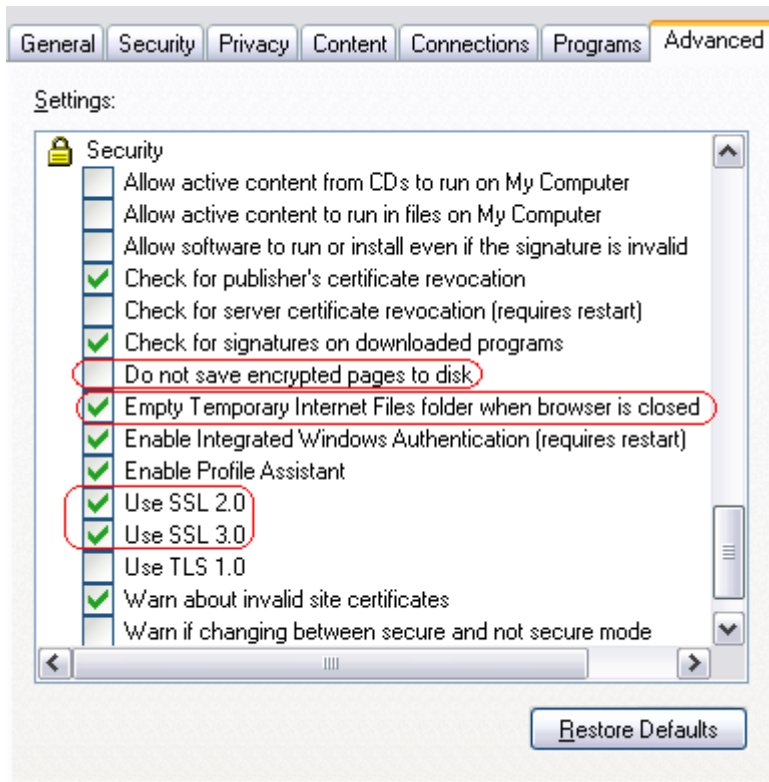 General Security Privacy Content Connections Programs Advanced
Settings:
Security
Allow active content from CDs to run on My Computer
Allow active content to run in files on My Computer
Allow software to run or install even if the signature is invalid
Check for publisher's certificate revocation
Check for server certificate revocation (requires restart)
Check for signatures on downloaded programs
Do not save encrypted pages to disk
Empty Temporary Internet Files folder when browser is closed
Enable Integrated Windows Authentication (requires restart)
Enable Profile Assistant
Use SSL 2.0
Use SSL 3.0
Use TLS 1.0
Warn about invalid site certificates
Warn if changing between secure and not secure mode
Restore Defaults